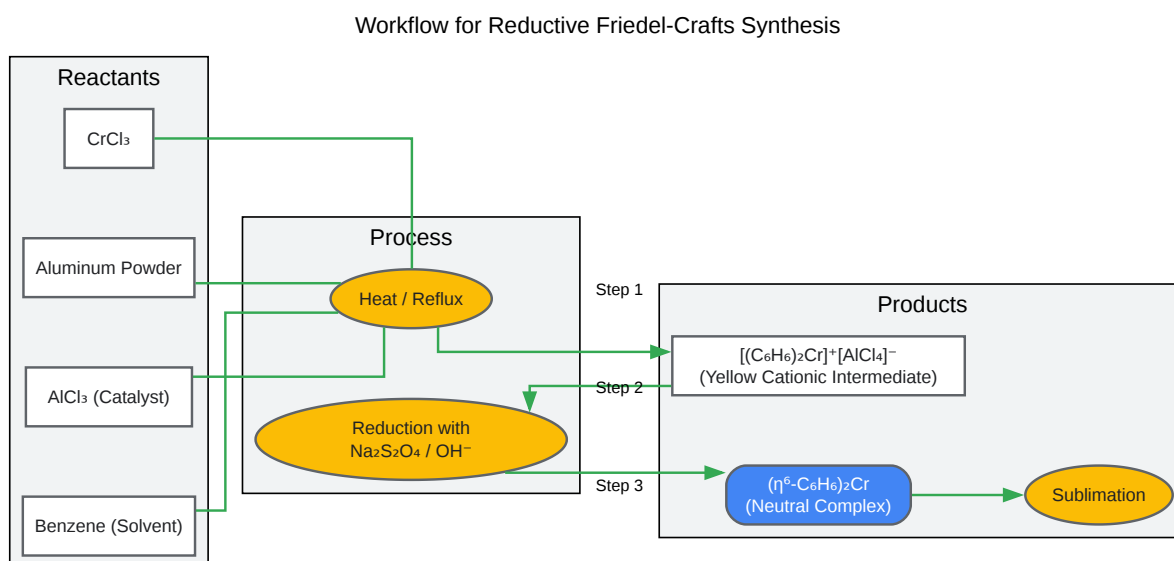 Workflow for Reductive Friedel-Crafts Synthesis
Reactants
CrCl₃
Aluminum Powder
AlCl₃ (Catalyst)
Benzene (Solvent)
Process
Heat / Reflux
Reduction with
Na₂S₂O₄ / OH⁻
Step 1
Step 2
Step 3
Products
[(C₆H₆)₂Cr]⁺[AlCl₄]⁻
(Yellow Cationic Intermediate)
(η⁶-C₆H₆)₂Cr
(Neutral Complex)
Sublimation